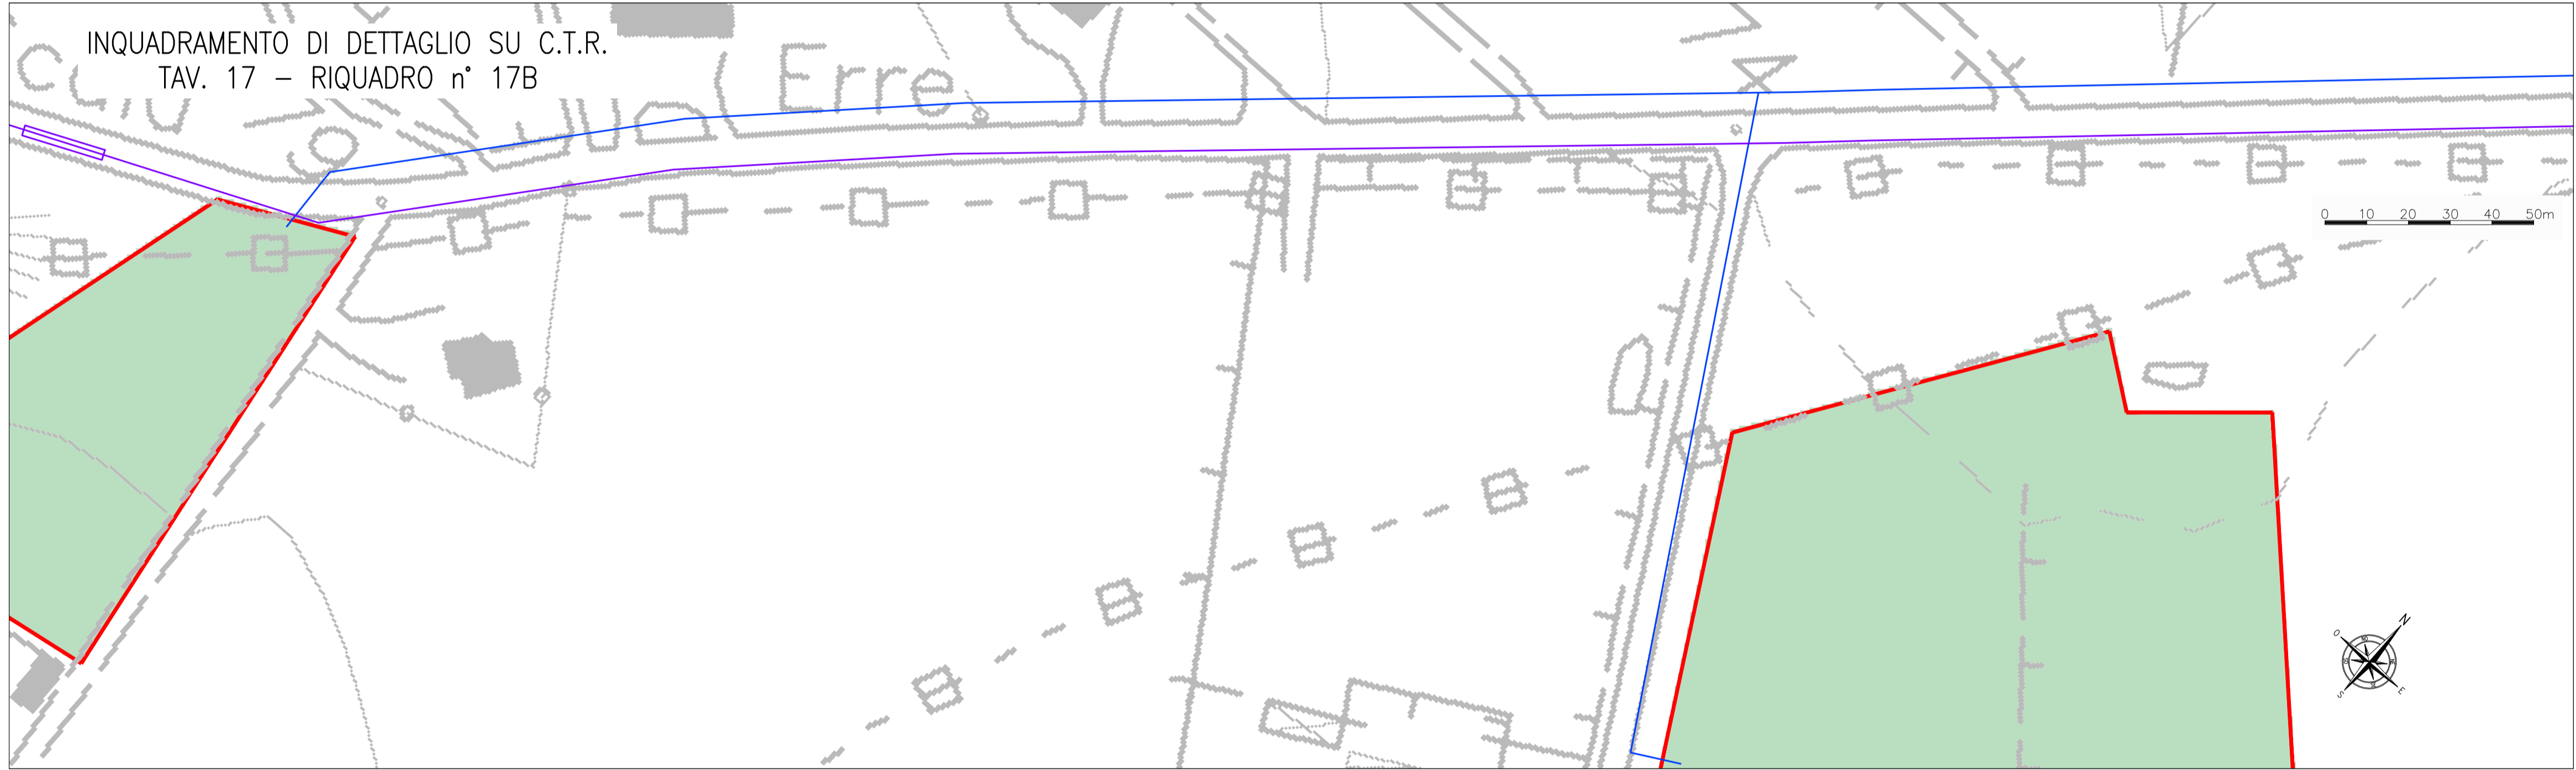 INQUADRAMENTO DI DETTAGLIO SU C.T.R.
TAV. 17 – RIQUADRO n° 17B
Erre
0 10 20 30 40 50m
N
O
S
E